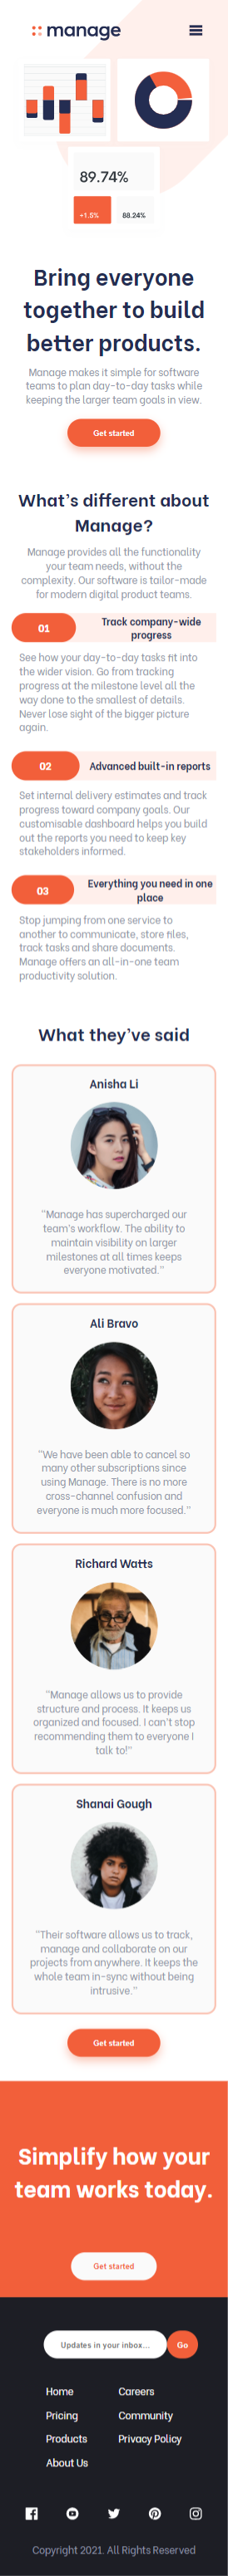 manage
89.74%
+1.5%
88.24%
Bring everyone
together to build
better products.
Manage makes it simple for software
teams to plan day-to-day tasks while
keeping the larger team goals in view.
Get started
What's different about
Manage?
Manage provides all the functionality
your team needs, without the
complexity. Our software is tailor-made
for modern digital product teams.
01
Track company-wide
progress
See how your day-to-day tasks fit into
the wider vision. Go from tracking
progress at the milestone level all the
way done to the smallest of details.
Never lose sight of the bigger picture
again.
02
Advanced built-in reports
Set internal delivery estimates and track
progress toward company goals. Our
customisable dashboard helps you build
out the reports you need to keep key
stakeholders informed.
03
Everything you need in one
place
Stop jumping from one service to
another to communicate, store files,
track tasks and share documents.
Manage offers an all-in-one team
productivity solution.
What they've said
Anisha Li
"Manage has supercharged our
team's workflow. The ability to
maintain visibility on larger
milestones at all times keeps
everyone motivated."
Ali Bravo
"We have been able to cancel so
many other subscriptions since
using Manage. There is no more
cross-channel confusion and
everyone is much more focused."
Richard Watts
"Manage allows us to provide
structure and process. It keeps us
organized and focused. I can't stop
recommending them to everyone I
talk to!"
Shanai Gough
"Their software allows us to track,
manage and collaborate on our
projects from anywhere. It keeps the
whole team in-sync without being
intrusive."
Get started
Simplify how your
team works today.
Get started
Updates in your inbox...
Go
Home
Careers
Pricing
Community
Products
Privacy Policy
About Us
Copyright 2021. All Rights Reserved